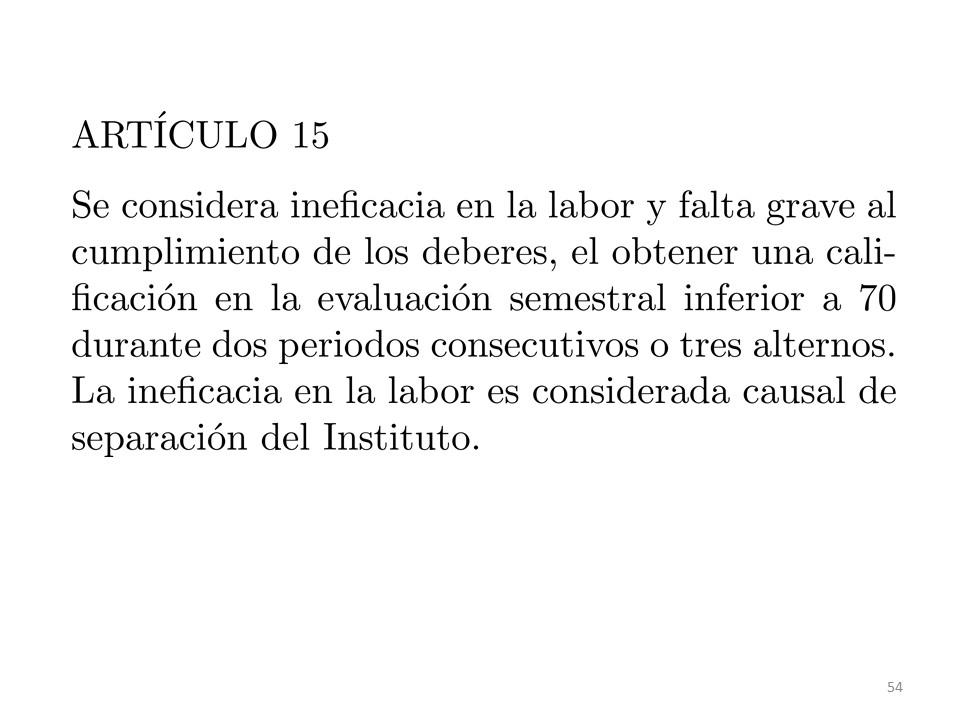 ARTÍCULO 15
Se considera ineficacia en la labor y falta grave al
cumplimiento de los deberes, el obtener una cali-
ficación en la evaluación semestral inferior a 70
durante dos periodos consecutivos o tres alternos.
La ineficacia en la labor es considerada causal de
separación del Instituto.
54